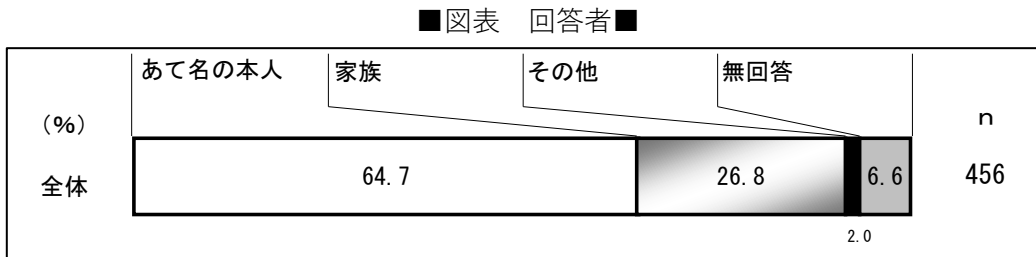 ■図表　回答者■
あて名の本人　家族　その他　無回答
（%）　n
全体　64.7　26.8　6.6　456
2.0